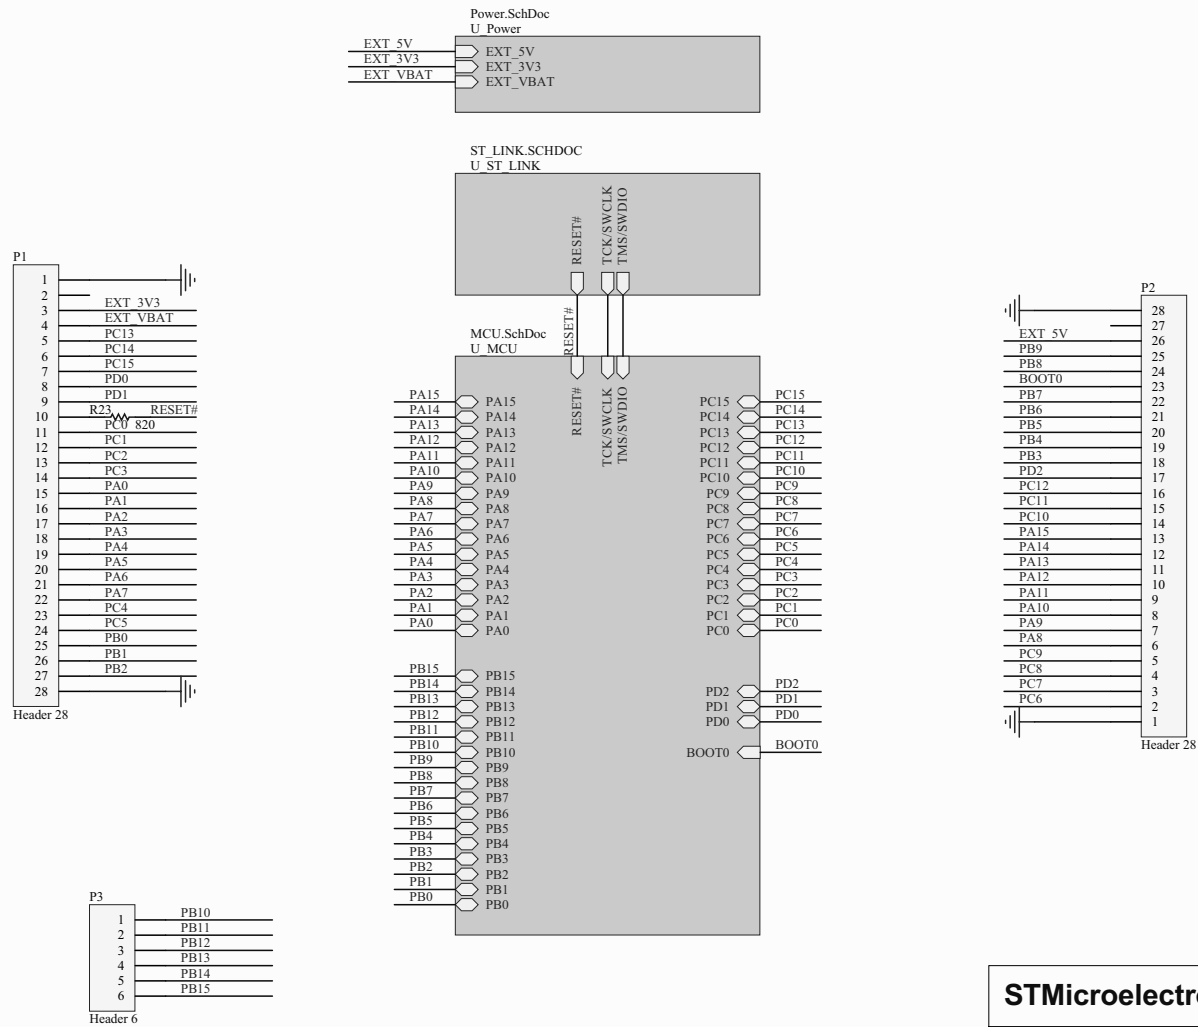 Power.SchDoc
U_Power
EXT_5V EXT_5V
EXT_3V3 EXT_3V3
EXT_VBAT EXT_VBAT
ST_LINK.SCHDOC
U_ST_LINK
RESET#
TCK/SWCLK
TMS/SWDIO
RESET#
MCU.SchDoc
U_MCU
RESET#
TCK/SWCLK
TMS/SWDIO
PA15 PA15 PC15 PC15
PA14 PA14 PC14 PC14
PA13 PA13 PC13 PC13
PA12 PA12 PC12 PC12
PA11 PA11 PC11 PC11
PA10 PA10 PC10 PC10
PA9 PA9 PC9 PC9
PA8 PA8 PC8 PC8
PA7 PA7 PC7 PC7
PA6 PA6 PC6 PC6
PA5 PA5 PC5 PC5
PA4 PA4 PC4 PC4
PA3 PA3 PC3 PC3
PA2 PA2 PC2 PC2
PA1 PA1 PC1 PC1
PA0 PA0 PC0 PC0
PB15 PB15
PB14 PB14 PD2 PD2
PB13 PB13 PD1 PD1
PB12 PB12 PD0 PD0
PB11 PB11
PB10 PB10 BOOT0 BOOT0
PB9 PB9
PB8 PB8
PB7 PB7
PB6 PB6
PB5 PB5
PB4 PB4
PB3 PB3
PB2 PB2
PB1 PB1
PB0 PB0
P1
1
2
3 EXT_3V3
4 EXT_VBAT
5 PC13
6 PC14
7 PC15
8 PD0
9 PD1
10 R23 RESET#
11 PC0 820
12 PC1
13 PC2
14 PC3
15 PA0
16 PA1
17 PA2
18 PA3
19 PA4
20 PA5
21 PA6
22 PA7
23 PC4
24 PC5
25 PB0
26 PB1
27 PB2
28
Header 28
P2
28
27
EXT_5V 26
PB9 25
PB8 24
BOOT0 23
PB7 22
PB6 21
PB5 20
PB4 19
PB3 18
PD2 17
PC12 16
PC11 15
PC10 14
PA15 13
PA14 12
PA13 11
PA12 10
PA11 9
PA10 8
PA9 7
PA8 6
PC9 5
PC8 4
PC7 3
PC6 2
1
Header 28
P3
1 PB10
2 PB11
3 PB12
4 PB13
5 PB14
6 PB15
Header 6